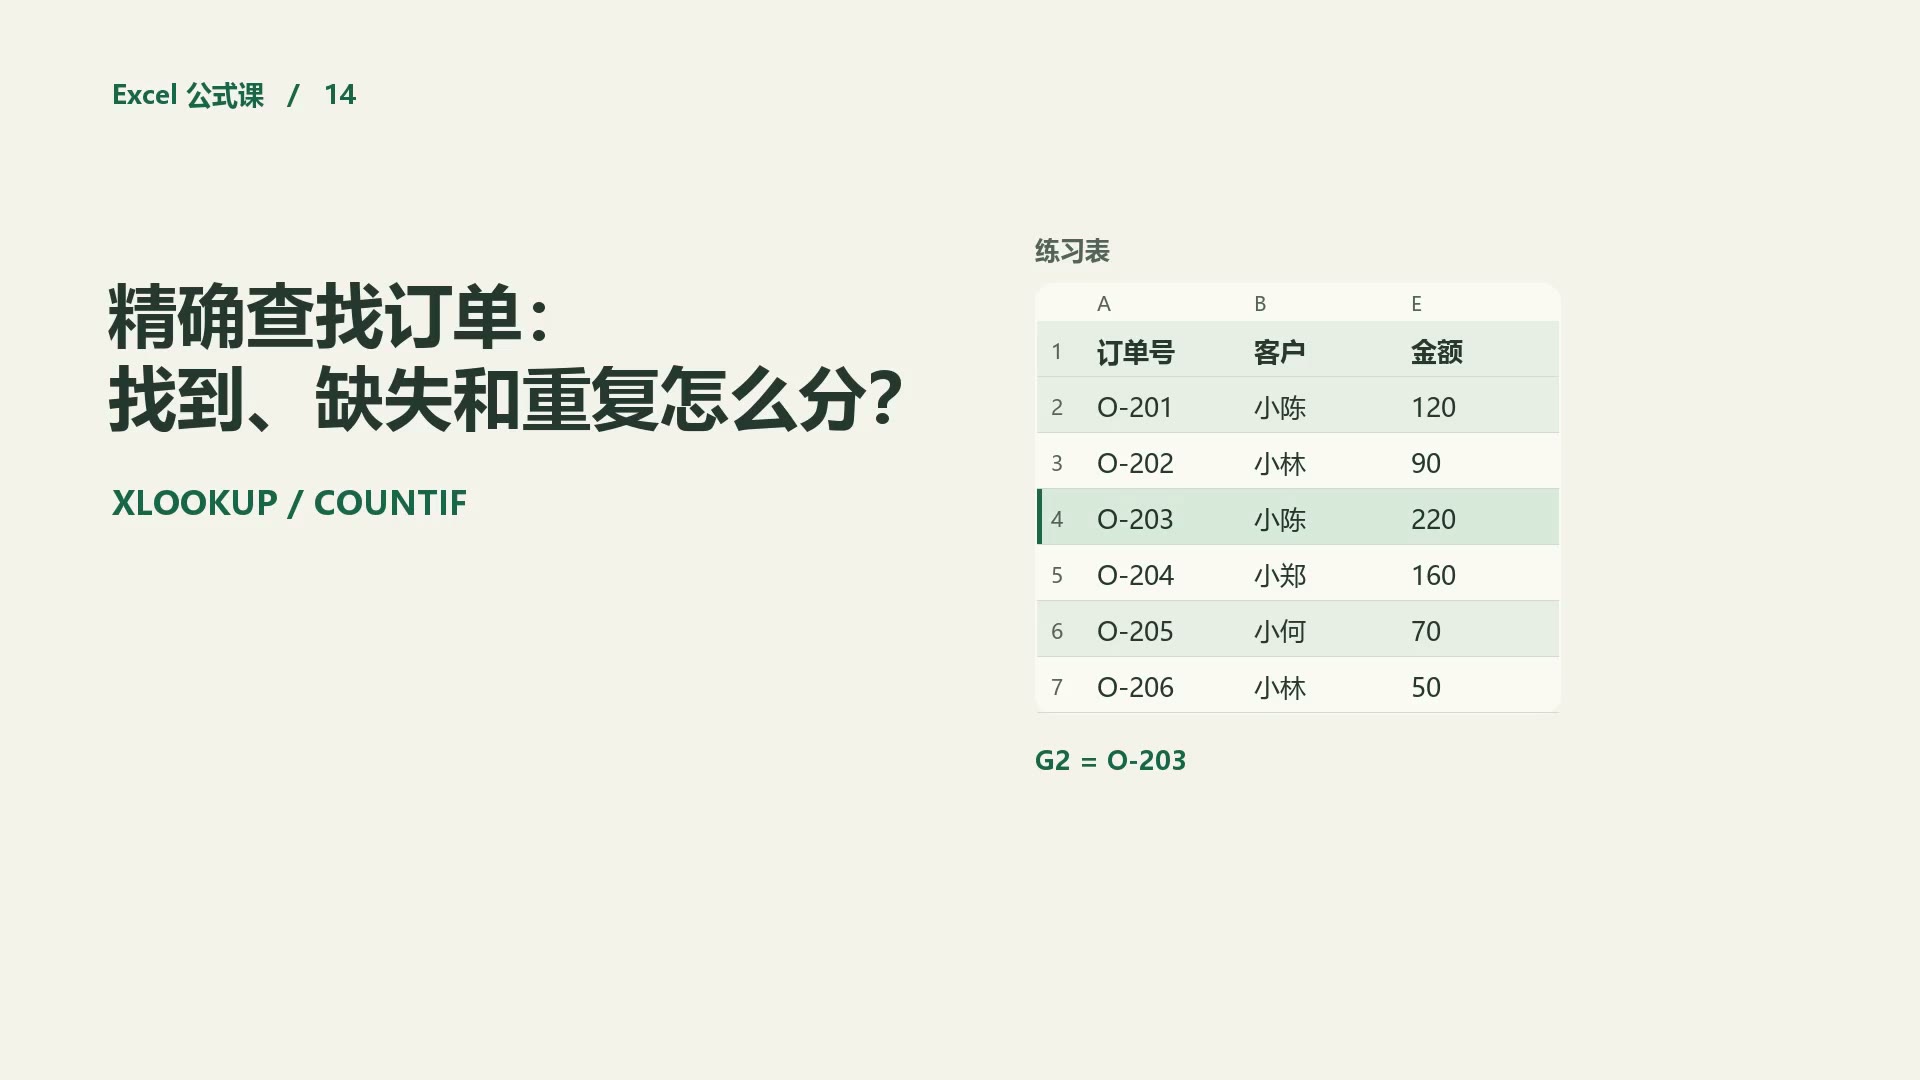 Excel 公式课 / 14
精确查找订单：
找到、缺失和重复怎么分？
XLOOKUP / COUNTIF
练习表
A B E
1 订单号 客户 金额
2 O-201 小陈 120
3 O-202 小林 90
4 O-203 小陈 220
5 O-204 小郑 160
6 O-205 小何 70
7 O-206 小林 50
G2 = O-203